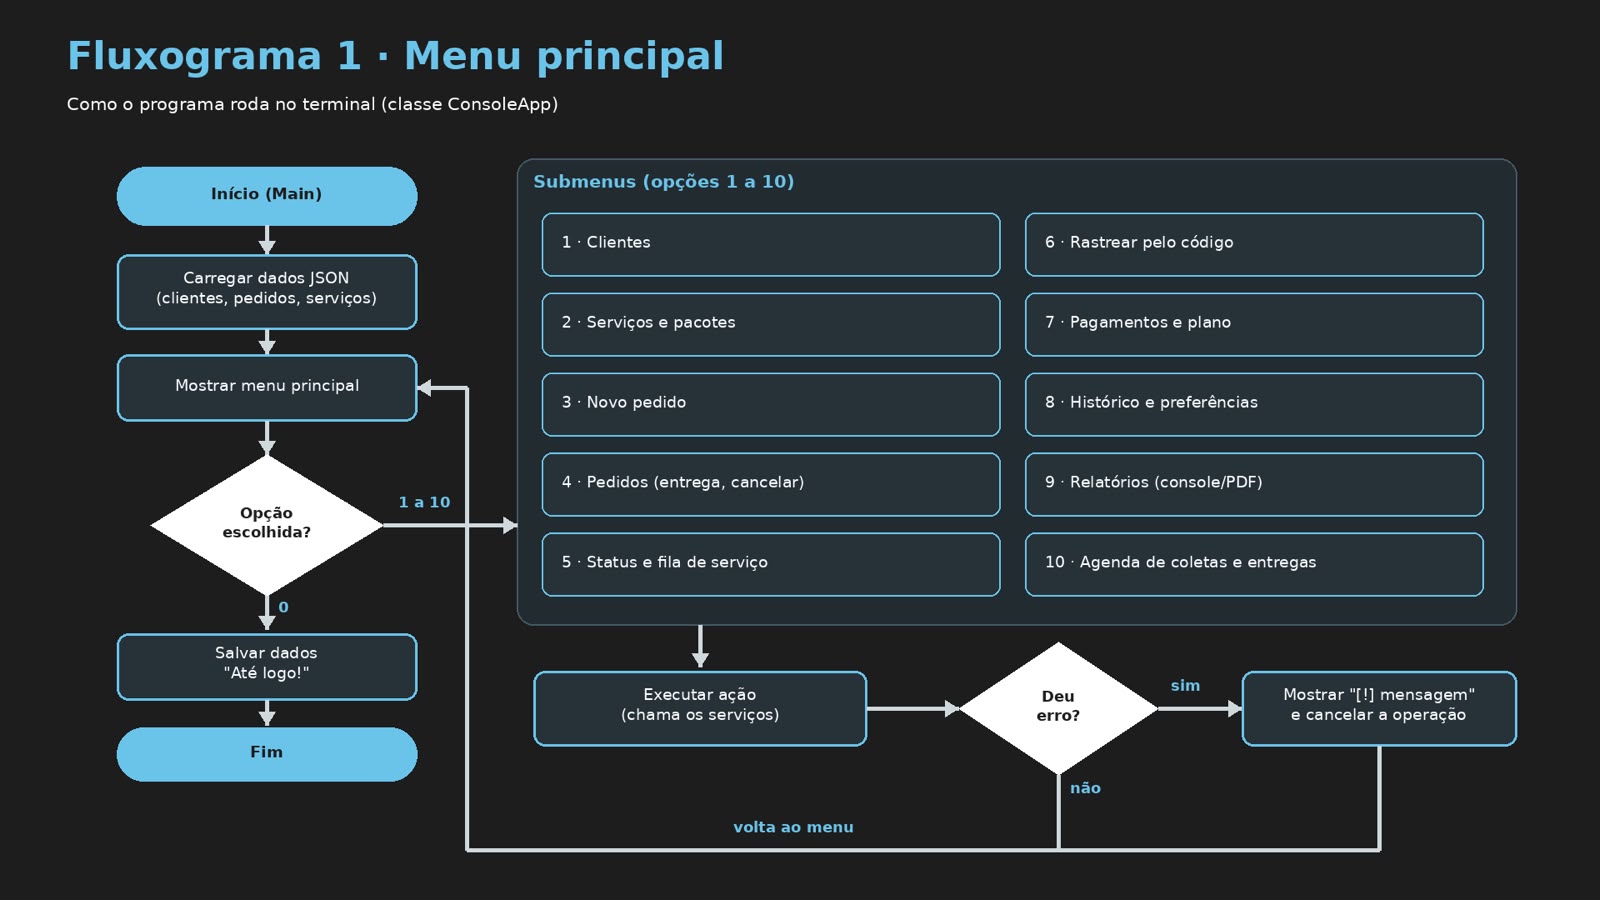 Fluxograma 1 · Menu principal
Como o programa roda no terminal (classe ConsoleApp)
Início (Main)
Carregar dados JSON
(clientes, pedidos, serviços)
Mostrar menu principal
Opção
escolhida?
1 a 10
0
Salvar dados
"Até logo!"
Fim
Submenus (opções 1 a 10)
1 · Clientes
2 · Serviços e pacotes
3 · Novo pedido
4 · Pedidos (entrega, cancelar)
5 · Status e fila de serviço
6 · Rastrear pelo código
7 · Pagamentos e plano
8 · Histórico e preferências
9 · Relatórios (console/PDF)
10 · Agenda de coletas e entregas
Executar ação
(chama os serviços)
Deu
erro?
sim
Mostrar "[!] mensagem"
e cancelar a operação
não
volta ao menu